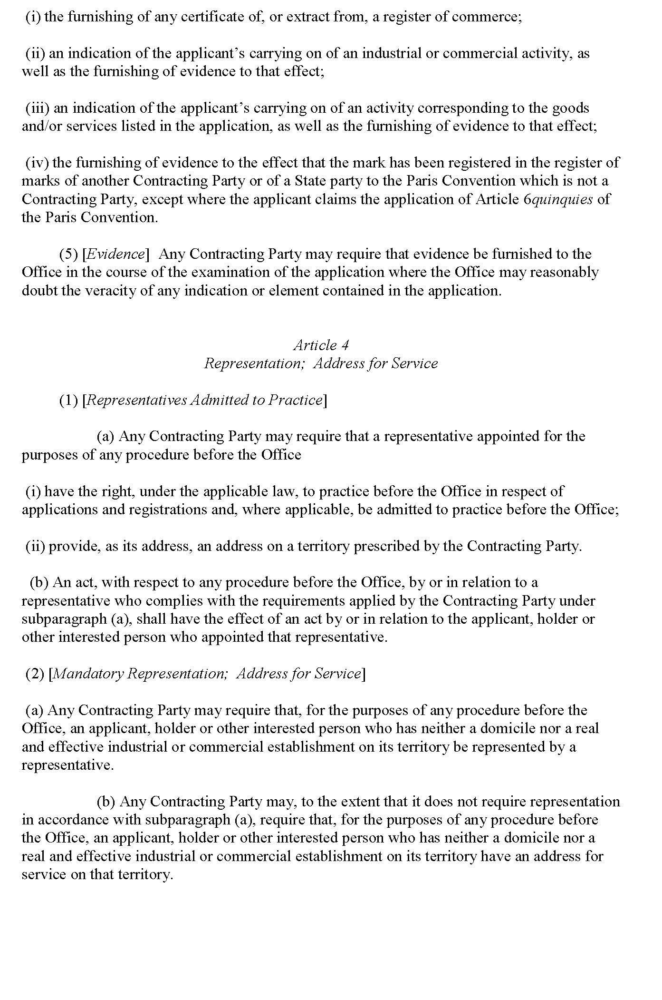 (i) the furnishing of any certificate of, or extract from, a register of commerce;
(ii) an indication of the applicant’s carrying on of an industrial or commercial activity, as
well as the furnishing of evidence to that effect;
(iii) an indication of the applicant’s carrying on of an activity corresponding to the goods
and/or services listed in the application, as well as the furnishing of evidence to that effect;
(iv) the furnishing of evidence to the effect that the mark has been registered in the register of
marks of another Contracting Party or of a State party to the Paris Convention which is not a
Contracting Party, except where the applicant claims the application of Article 6quinquies of
the Paris Convention.
(5) [Evidence]  Any Contracting Party may require that evidence be furnished to the
Office in the course of the examination of the application where the Office may reasonably
doubt the veracity of any indication or element contained in the application.
Article 4
Representation;  Address for Service
(1) [Representatives Admitted to Practice]
(a) Any Contracting Party may require that a representative appointed for the
purposes of any procedure before the Office
(i) have the right, under the applicable law, to practice before the Office in respect of
applications and registrations and, where applicable, be admitted to practice before the Office;
(ii) provide, as its address, an address on a territory prescribed by the Contracting Party.
(b) An act, with respect to any procedure before the Office, by or in relation to a
representative who complies with the requirements applied by the Contracting Party under
subparagraph (a), shall have the effect of an act by or in relation to the applicant, holder or
other interested person who appointed that representative.
(2) [Mandatory Representation;  Address for Service]
(a) Any Contracting Party may require that, for the purposes of any procedure before the
Office, an applicant, holder or other interested person who has neither a domicile nor a real
and effective industrial or commercial establishment on its territory be represented by a
representative.
(b) Any Contracting Party may, to the extent that it does not require representation
in accordance with subparagraph (a), require that, for the purposes of any procedure before
the Office, an applicant, holder or other interested person who has neither a domicile nor a
real and effective industrial or commercial establishment on its territory have an address for
service on that territory.